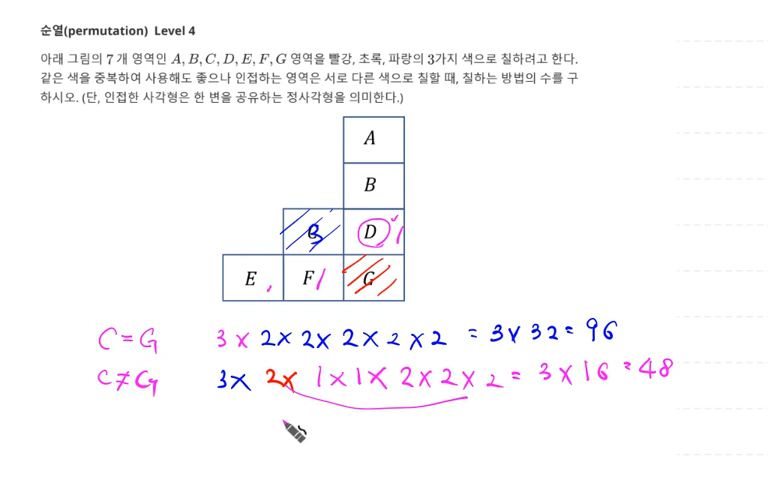 순열(permutation) Level 4
아래 그림의 7 개 영역인 A, B, C, D, E, F, G 영역을 빨강, 초록, 파랑의 3가지 색으로 칠하려고 한다.
같은 색을 중복하여 사용해도 좋으나 인접하는 영역은 서로 다른 색으로 칠할 때, 칠하는 방법의 수를 구
하시오. (단, 인접한 사각형은 한 변을 공유하는 정사각형을 의미한다.)
A
B
D 1
E F 1 G
C = G 3 × 2 × 2 × 2 × 2 × 2 = 3 × 32 = 96
C ≠ G 3 × 2 × 1 × 1 × 2 × 2 × 2 = 3 × 16 = 48